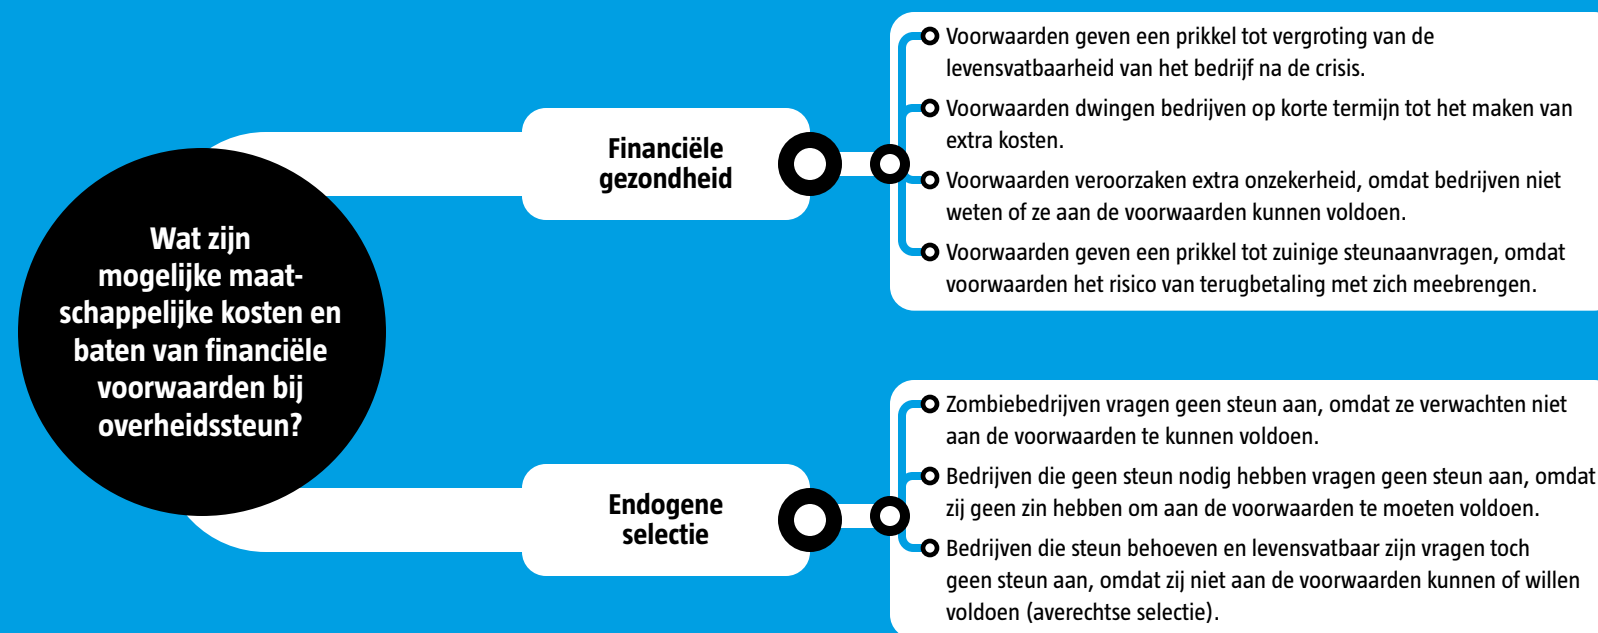 Wat zijn
mogelijke maat-
schappelijke kosten en
baten van financiële
voorwaarden bij
overheidssteun?
Financiële
gezondheid
Voorwaarden geven een prikkel tot vergroting van de
levensvatbaarheid van het bedrijf na de crisis.
Voorwaarden dwingen bedrijven op korte termijn tot het maken van
extra kosten.
Voorwaarden veroorzaken extra onzekerheid, omdat bedrijven niet
weten of ze aan de voorwaarden kunnen voldoen.
Voorwaarden geven een prikkel tot zuinige steunaanvragen, omdat
voorwaarden het risico van terugbetaling met zich meebrengen.
Endogene
selectie
Zombiebedrijven vragen geen steun aan, omdat ze verwachten niet
aan de voorwaarden te kunnen voldoen.
Bedrijven die geen steun nodig hebben vragen geen steun aan, omdat
zij geen zin hebben om aan de voorwaarden te moeten voldoen.
Bedrijven die steun behoeven en levensvatbaar zijn vragen toch
geen steun aan, omdat zij niet aan de voorwaarden kunnen of willen
voldoen (averechtse selectie).